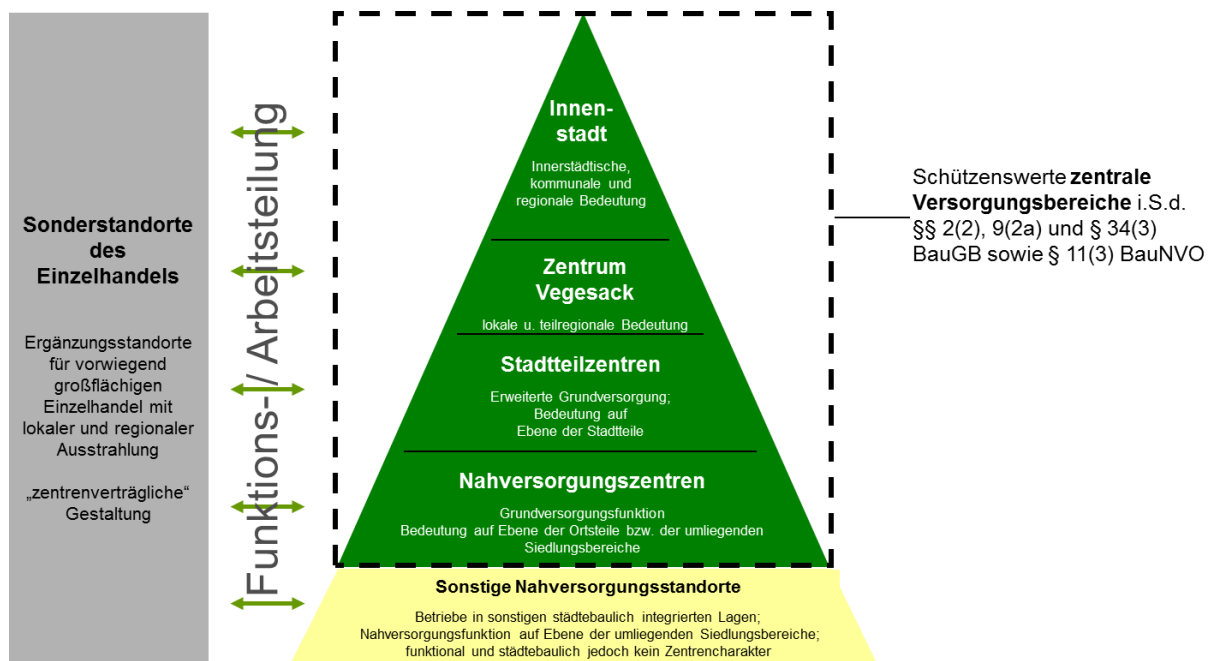 Sonderstandorte
des
Einzelhandels
Ergänzungsstandorte
für vorwiegend
großflächigen
Einzelhandel mit
lokaler und regionaler
Ausstrahlung
„zentrenverträgliche“
Gestaltung
Funktions-/ Arbeitsteilung
Innen-
stadt
Innerstädtische,
kommunale und
regionale Bedeutung
Zentrum
Vegesack
lokale u. teilregionale Bedeutung
Stadtteilzentren
Erweiterte Grundversorgung;
Bedeutung auf
Ebene der Stadtteile
Nahversorgungszentren
Grundversorgungsfunktion
Bedeutung auf Ebene der Ortsteile bzw. der umliegenden
Siedlungsbereiche
Sonstige Nahversorgungsstandorte
Betriebe in sonstigen städtebaulich integrierten Lagen;
Nahversorgungsfunktion auf Ebene der umliegenden Siedlungsbereiche;
funktional und städtebaulich jedoch kein Zentrencharakter
Schützenswerte zentrale
Versorgungsbereiche i.S.d.
§§ 2(2), 9(2a) und § 34(3)
BauGB sowie § 11(3) BauNVO